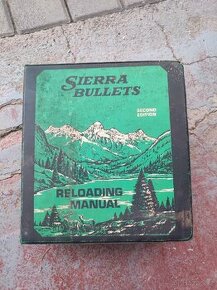 SIERRA
BULLETS
SECOND
EDITION
RELOADING
MANUAL